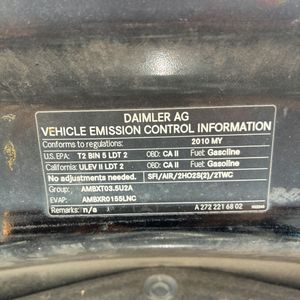 DAIMLER AG
VEHICLE EMISSION CONTROL INFORMATION
Conforms to regulations: 2010 MY
U.S. EPA: T2 BIN 5 LDT 2 OBD: CA II Fuel: Gasoline
California: ULEV II LDT 2 OBD: CA II Fuel: Gasoline
No adjustments needed. SFI/AIR/2HO2S(2)/2TWC
Group: AMBXT03.5U2A
EVAP: AMBXR0155LNC
Remarks: n/a A 272 221 68 02